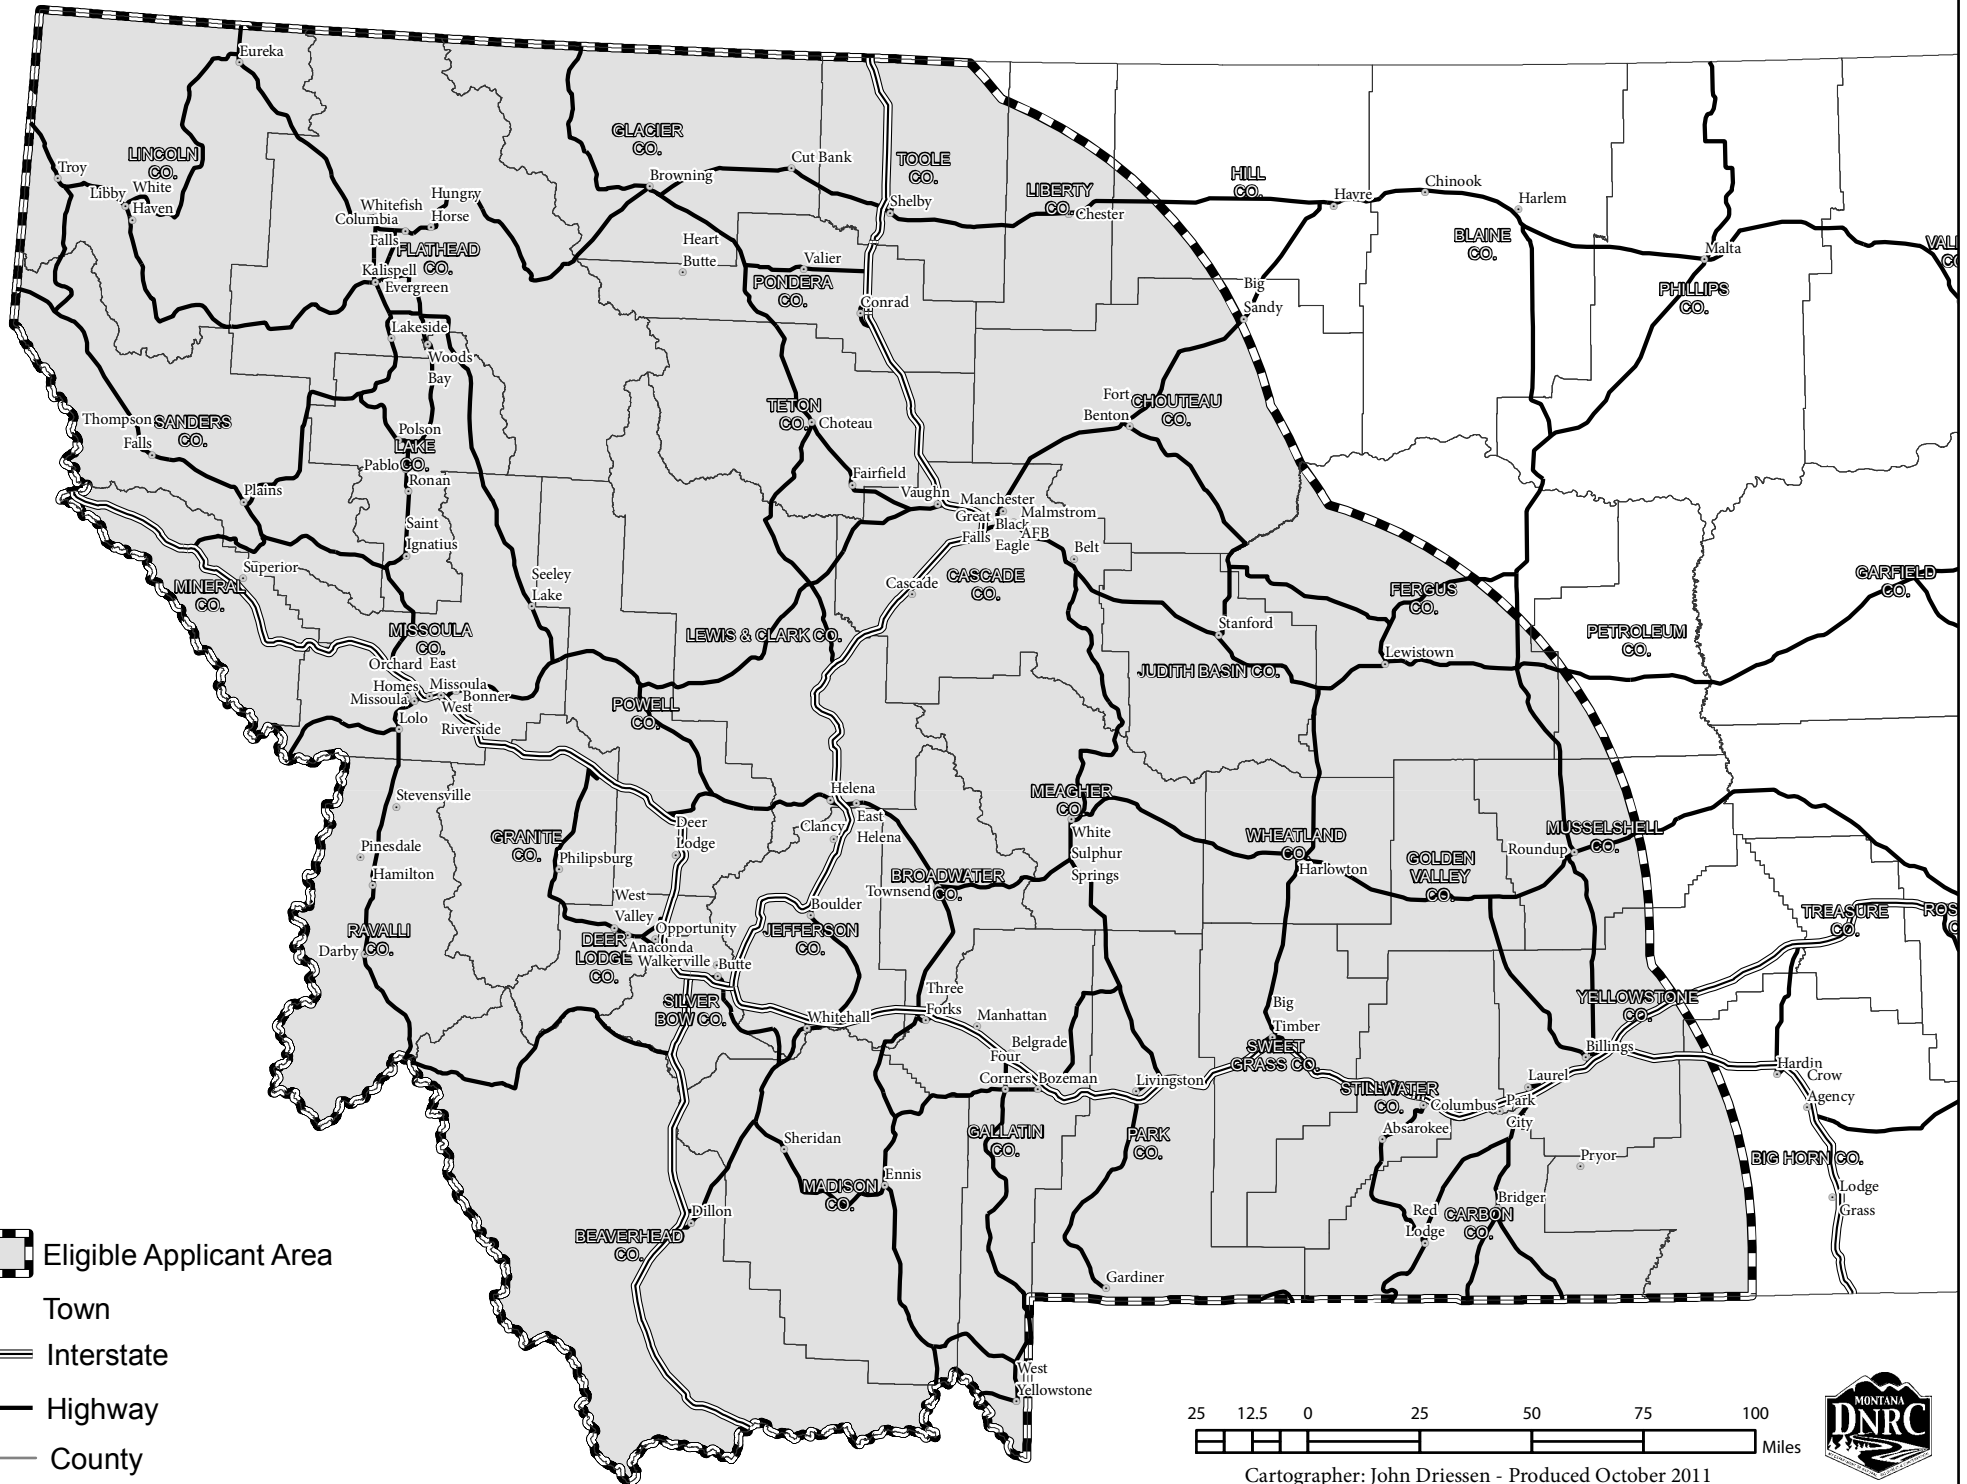 Eureka
GLACIER
CO.
LINCOLN
CO.
Troy
Libby
White
Haven
Cut Bank
TOOLE
CO.
Browning
Shelby
Whitefish
Columbia
Falls
Hungry
Horse
FLATHEAD
CO.
Kalispell
Evergreen
LIBERTY
CO.
Chester
HILL
CO.
Havre
Chinook
Harlem
BLAINE
CO.
Malta
VALL
CO
PHILLIPS
CO.
Heart
Butte
Valier
PONDERA
CO.
Conrad
Big
Sandy
Lakeside
Woods
Bay
Thompson
Falls
SANDERS
CO.
Polson
LAKE
CO.
Pablo
Ronan
Plains
Saint
Ignatius
TETON
CO.
Choteau
Fairfield
Vaughn
Fort
Benton
CHOUTEAU
CO.
Manchester
Great
Falls
Black
Eagle
Malmstrom
AFB
Belt
Superior
MINERAL
CO.
Seeley
Lake
Cascade
CASCADE
CO.
FERGUS
CO.
GARFIELD
CO.
MISSOULA
CO.
LEWIS & CLARK CO.
Stanford
PETROLEUM
CO.
Lewistown
JUDITH BASIN CO.
Orchard
Homes
East
Missoula
Missoula
Bonner
West
Riverside
Lolo
POWELL
CO.
Stevensville
Pinesdale
Hamilton
GRANITE
CO.
Philipsburg
Deer
Lodge
Helena
East
Helena
Clancy
MEAGHER
CO.
White
Sulphur
Springs
WHEATLAND
CO.
Harlowton
GOLDEN
VALLEY
CO.
MUSSELSHELL
CO.
Roundup
BROADWATER
CO.
Townsend
RAVALLI
CO.
Darby
West
Valley
Opportunity
Anaconda
DEER
LODGE
CO.
Walkerville
Butte
Boulder
JEFFERSON
CO.
TREASURE
CO.
ROS
C
SILVER
BOW CO.
Whitehall
Three
Forks
Manhattan
Belgrade
Four
Corners
Bozeman
Livingston
Big
Timber
SWEET
GRASS CO.
YELLOWSTONE
CO.
Billings
Laurel
Park
City
STILLWATER
CO.
Columbus
Absarokee
Hardin
Crow
Agency
Sheridan
Ennis
MADISON
CO.
GALLATIN
CO.
PARK
CO.
Pryor
BIG HORN CO.
Lodge
Grass
Dillon
BEAVERHEAD
CO.
Red
Lodge
CARBON
CO.
Bridger
Gardiner
West
Yellowstone
Eligible Applicant Area
Town
Interstate
Highway
County
25 12.5 0 25 50 75 100
Miles
Cartographer: John Driessen - Produced October 2011
MONTANA
DNRC